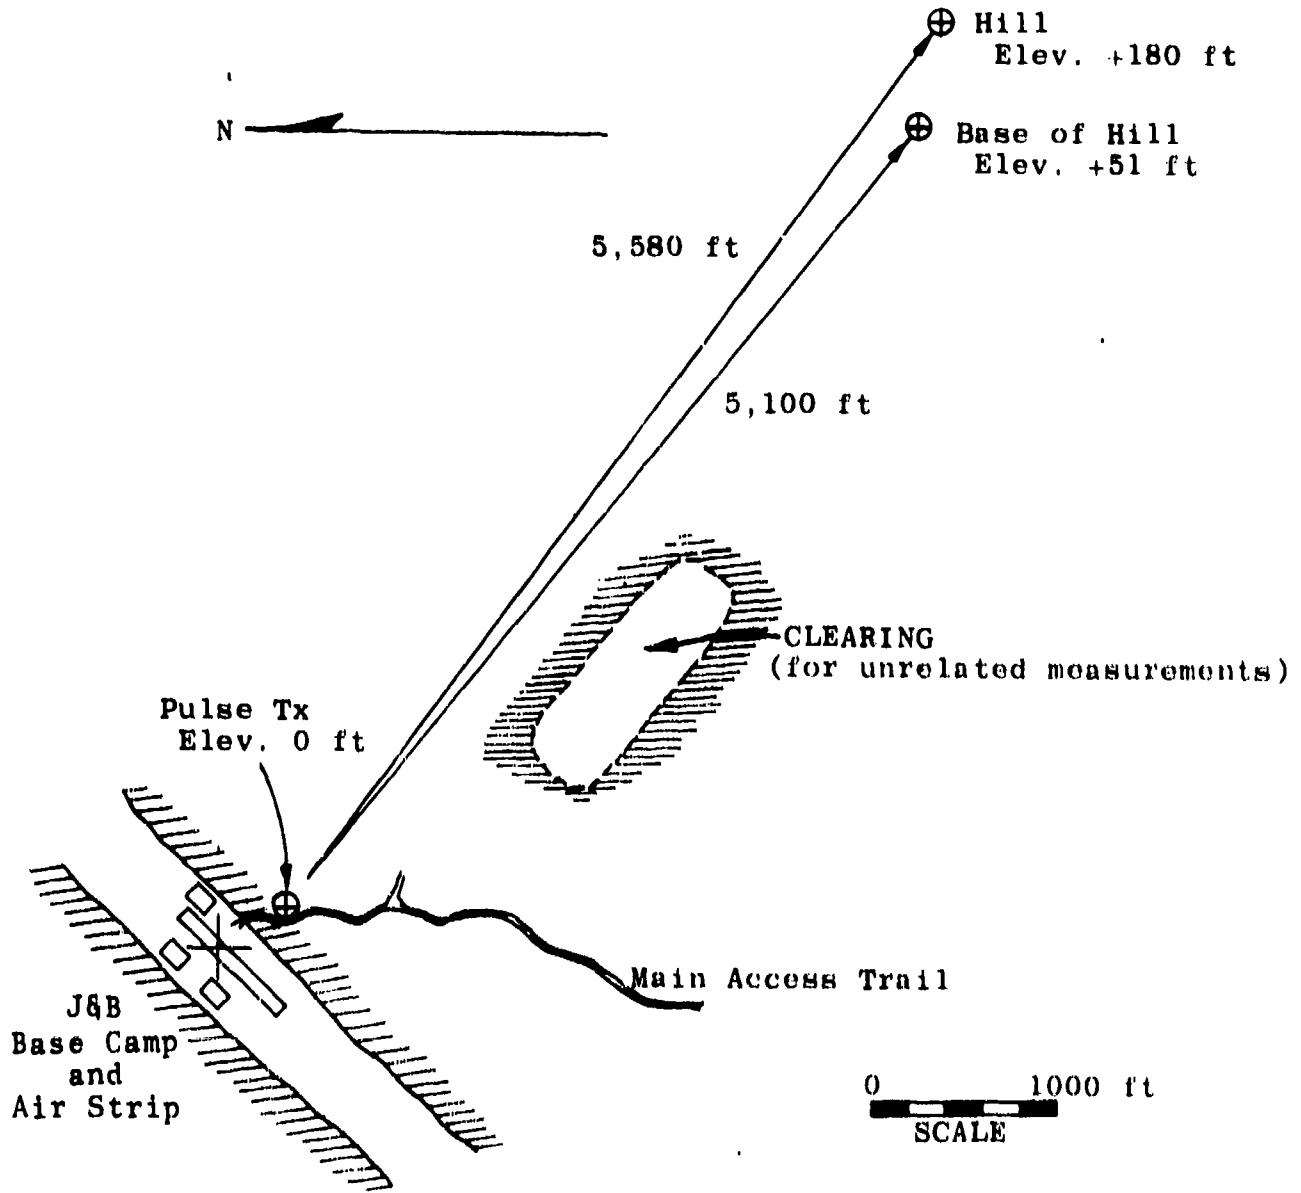 Hill
Elev. +180 ft
N
Base of Hill
Elev. +51 ft
5,580 ft
5,100 ft
CLEARING
(for unrelated measurements)
Pulse Tx
Elev. 0 ft
Main Access Trail
J&B
Base Camp
and
Air Strip
0 1000 ft
SCALE